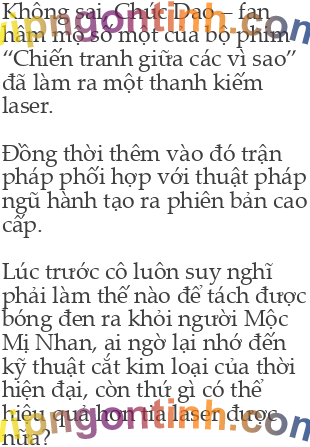 Không sai, Chúc Dao – fan
hâm mộ số một của bộ phim
“Chiến tranh giữa các vì sao”
đã làm ra một thanh kiếm
laser.
Đồng thời thêm vào đó trận
pháp phối hợp với thuật pháp
ngũ hành tạo ra phiên bản cao
cấp.
Lúc trước cô luôn suy nghĩ
phải làm thế nào để tách được
bóng đen ra khỏi người Mộc
Mị Nhan, ai ngờ lại nhớ đến
kỹ thuật cắt kim loại của thời
hiện đại, còn thứ gì có thể
hiệu quả hơn tia laser được
nữa?